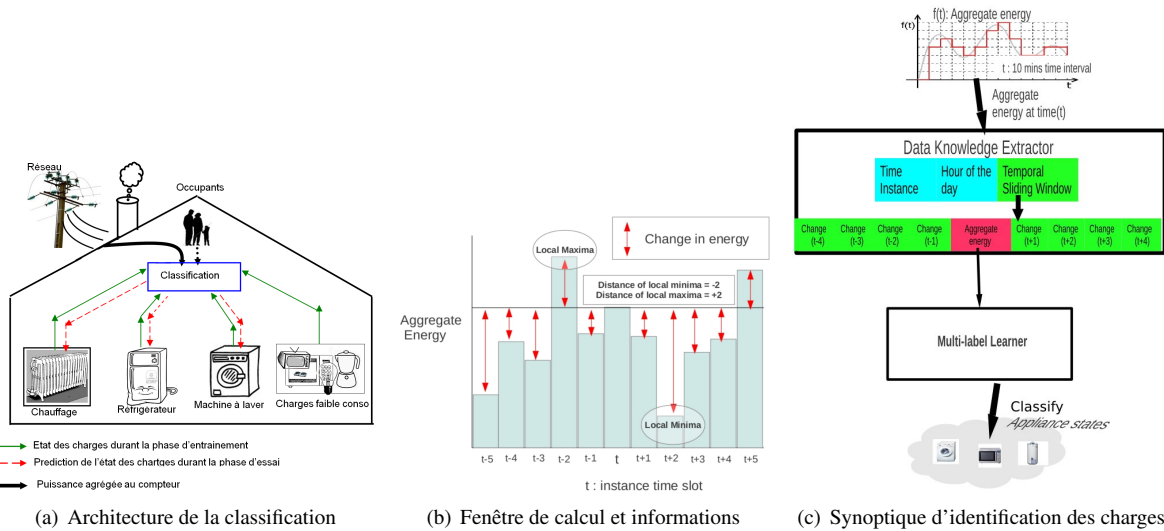 Réseau
Occupants
Classification
Chauffage
Réfrigérateur
Machine à laver
Charges faible conso
Etat des charges durant la phase d'entrainement
Prediction de l'état des chartges durant la phase d'essai
Puissance agrégée au compteur
(a) Architecture de la classification
Change in energy
Local Maxima
Distance of local minima = -2
Distance of local maxima = +2
Aggregate
Energy
Local Minima
t-5 t-4 t-3 t-2 t-1 t t+1 t+2 t+3 t+4 t+5
t : instance time slot
(b) Fenêtre de calcul et informations
f(t): Aggregate energy
f(t)
t : 10 mins time interval
t
Aggregate
energy at time(t)
Data Knowledge Extractor
Time
Instance
Hour of the
day
Temporal
Sliding Window
Change
(t-4)
Change
(t-3)
Change
(t-2)
Change
(t-1)
Aggregate
energy
Change
(t+1)
Change
(t+2)
Change
(t+3)
Change
(t+4)
Multi-label Learner
Classify
Appliance states
(c) Synoptique d'identification des charges